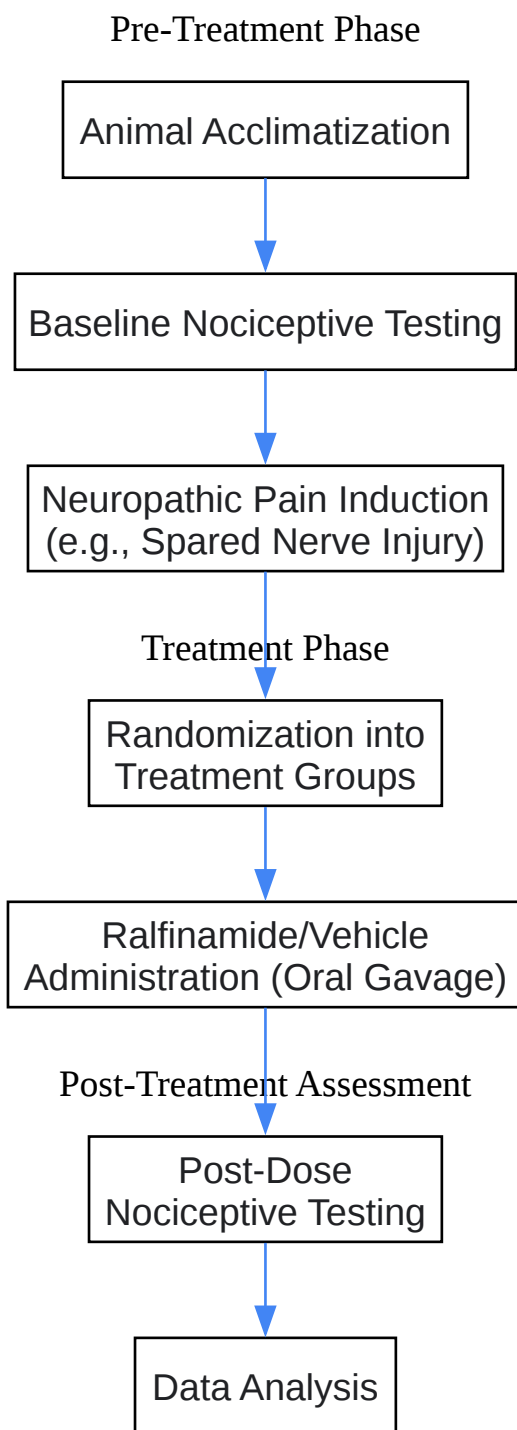 Pre-Treatment Phase
Animal Acclimatization
Baseline Nociceptive Testing
Neuropathic Pain Induction
(e.g., Spared Nerve Injury)
Treatment Phase
Randomization into
Treatment Groups
Ralfinamide/Vehicle
Administration (Oral Gavage)
Post-Treatment Assessment
Post-Dose
Nociceptive Testing
Data Analysis